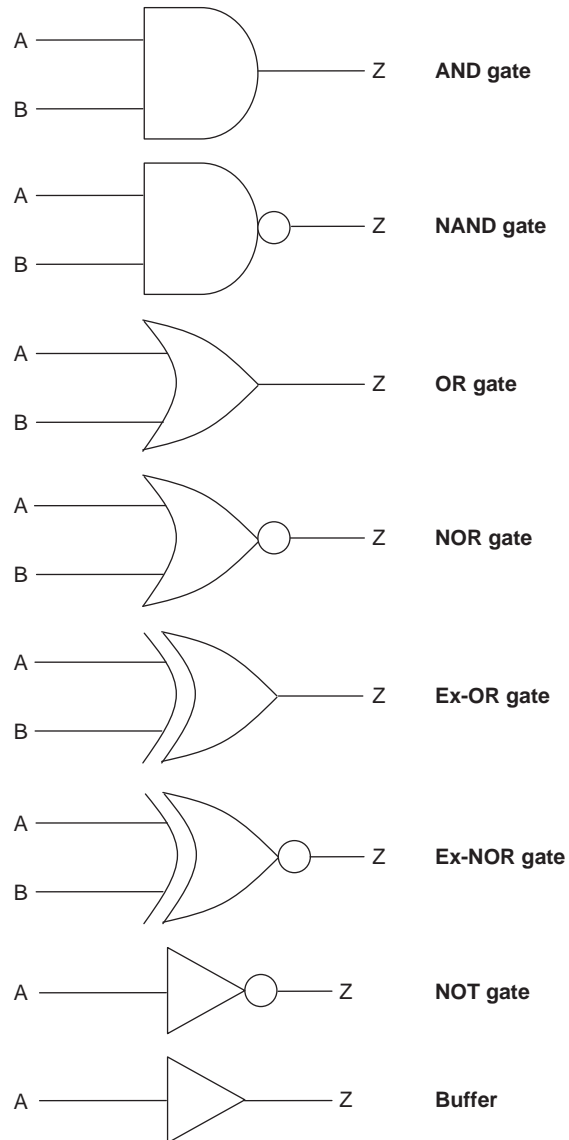 A
B
Z AND gate
A
B
Z NAND gate
A
B
Z OR gate
A
B
Z NOR gate
A
B
Z Ex-OR gate
A
B
Z Ex-NOR gate
A Z NOT gate
A Z Buffer